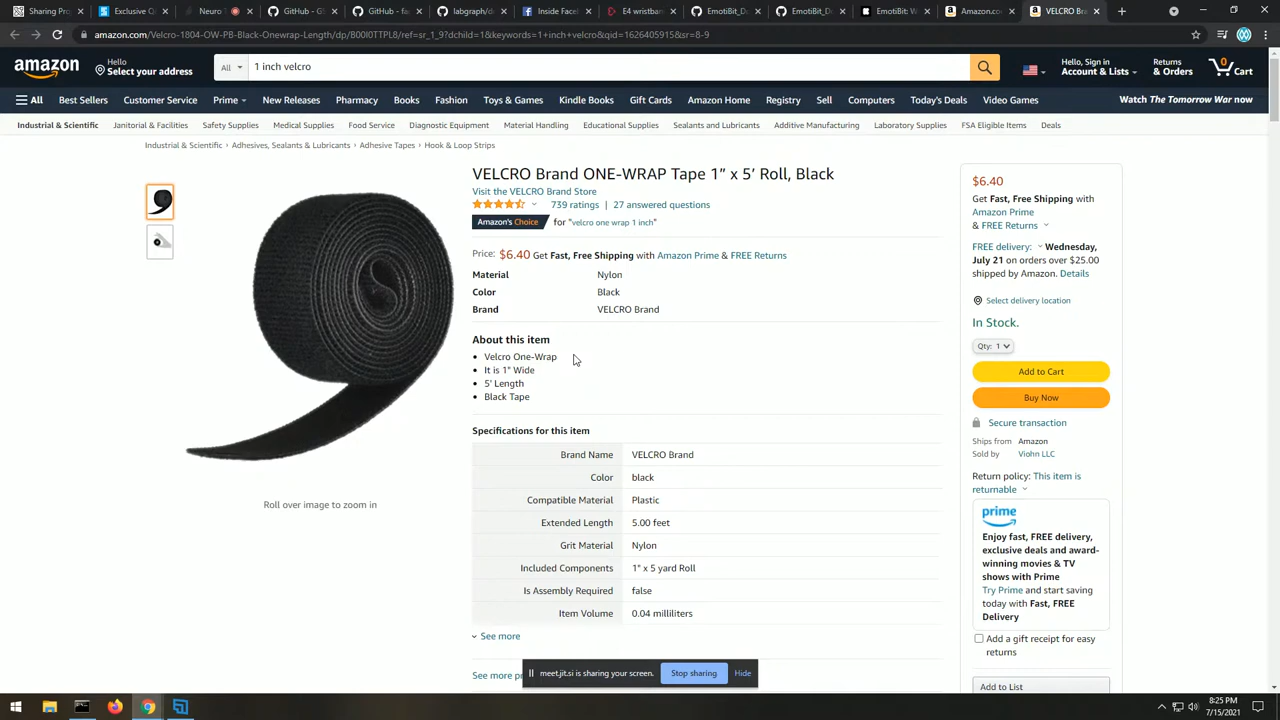 Sharing Pro
Exclusive O
Neuro
GitHub - G
GitHub - fa
labgraph/
Inside Facel
E4 wristban
EmotiBit_De
EmotiBit_De
EmotiBit: W
Amazon.co
VELCRO Bra
amazon.com/Velcro-1804-OW-PB-Black-Onewrap-Length/dp/B00I0TTPL8/ref=sr_1_9?dchild=1&keywords=1+inch+velcro&qid=1626405915&sr=8-9
amazon
Hello
Select your address
All
1 inch velcro
Hello, Sign in
Account & Lists
Returns
& Orders
0
Cart
All
Best Sellers
Customer Service
Prime
New Releases
Pharmacy
Books
Fashion
Toys & Games
Kindle Books
Gift Cards
Amazon Home
Registry
Sell
Computers
Today's Deals
Video Games
Watch The Tomorrow War now
Industrial & Scientific
Janitorial & Facilities
Safety Supplies
Medical Supplies
Food Service
Diagnostic Equipment
Material Handling
Educational Supplies
Sealants and Lubricants
Additive Manufacturing
Laboratory Supplies
FSA Eligible Items
Deals
Industrial & Scientific › Adhesives, Sealants & Lubricants › Adhesive Tapes › Hook & Loop Strips
VELCRO Brand ONE-WRAP Tape 1” x 5’ Roll, Black
Visit the VELCRO Brand Store
739 ratings | 27 answered questions
Amazon's Choice for "velcro one wrap 1 inch"
Price: $6.40 Get Fast, Free Shipping with Amazon Prime & FREE Returns
Material Nylon
Color Black
Brand VELCRO Brand
About this item
• Velcro One-Wrap
• It is 1" Wide
• 5' Length
• Black Tape
Specifications for this item
Brand Name VELCRO Brand
Color black
Compatible Material Plastic
Extended Length 5.00 feet
Grit Material Nylon
Included Components 1" x 5 yard Roll
Is Assembly Required false
Item Volume 0.04 milliliters
See more
See more pr
Roll over image to zoom in
$6.40
Get Fast, Free Shipping with
Amazon Prime
& FREE Returns
FREE delivery: Wednesday,
July 21 on orders over $25.00
shipped by Amazon. Details
Select delivery location
In Stock.
Qty: 1
Add to Cart
Buy Now
Secure transaction
Ships from Amazon
Sold by Viohn LLC
Return policy: This item is
returnable
prime
Enjoy fast, FREE delivery,
exclusive deals and award-
winning movies & TV
shows with Prime
Try Prime and start saving
today with Fast, FREE
Delivery
Add a gift receipt for easy
returns
Add to List
meet.jit.si is sharing your screen.
Stop sharing
Hide
8:25 PM
7/15/2021